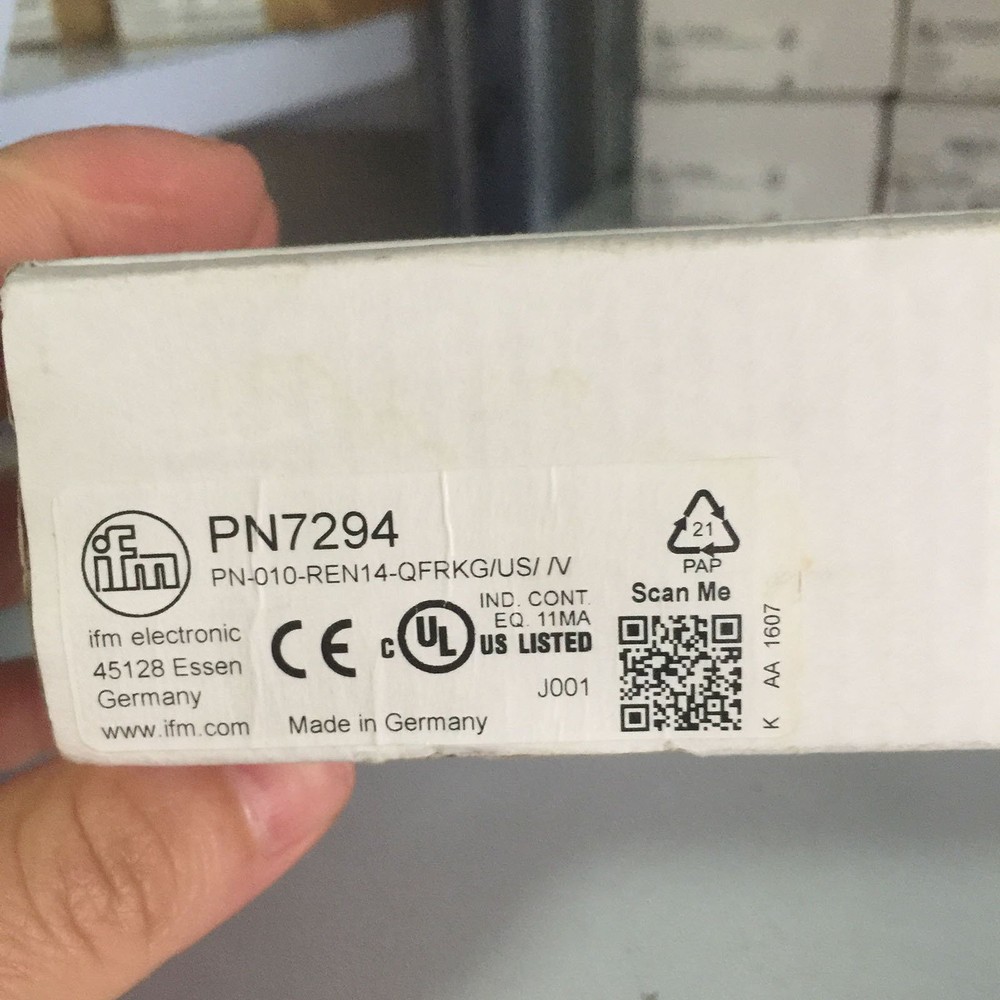 ifm
PN7294
PN-010-REN14-QFRKG/US/ /V
ifm electronic
45128 Essen
Germany
www.ifm.com
CE
c UL US LISTED
IND. CONT.
EQ. 11MA
J001
Made in Germany
21
PAP
Scan Me
K AA 1607